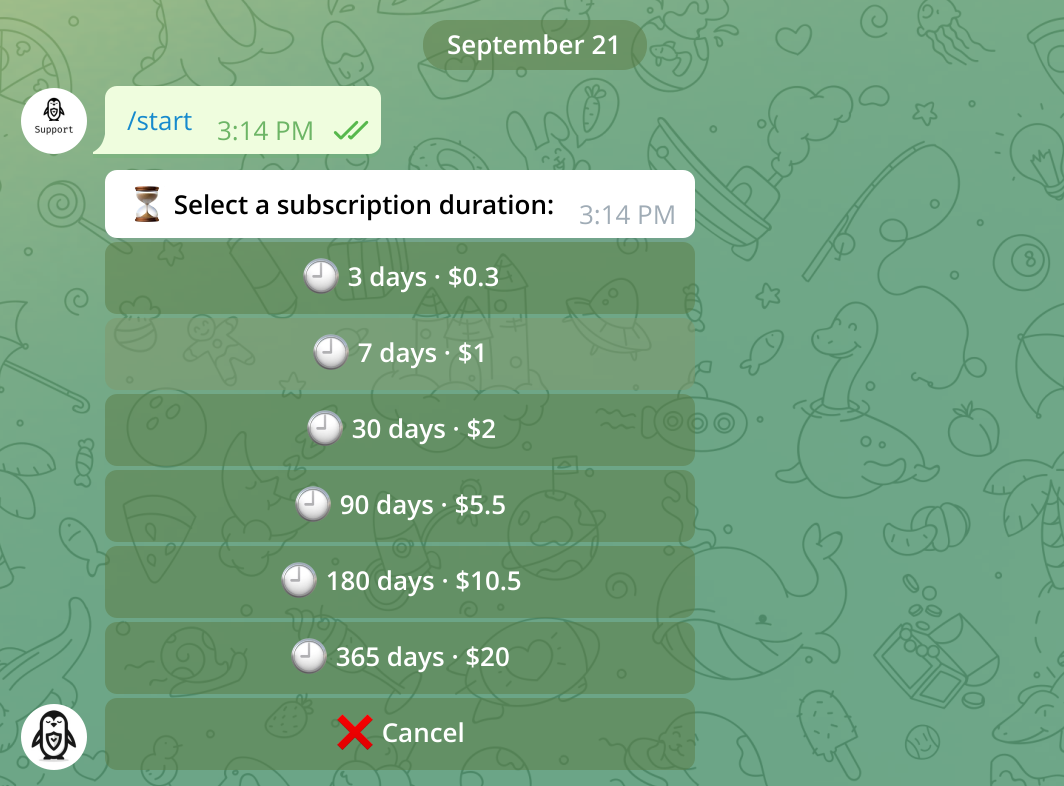 September 21
Support
/start 3:14 PM
⏳ Select a subscription duration: 3:14 PM
🕘 3 days · $0.3
🕘 7 days · $1
🕘 30 days · $2
🕘 90 days · $5.5
🕘 180 days · $10.5
🕘 365 days · $20
❌ Cancel